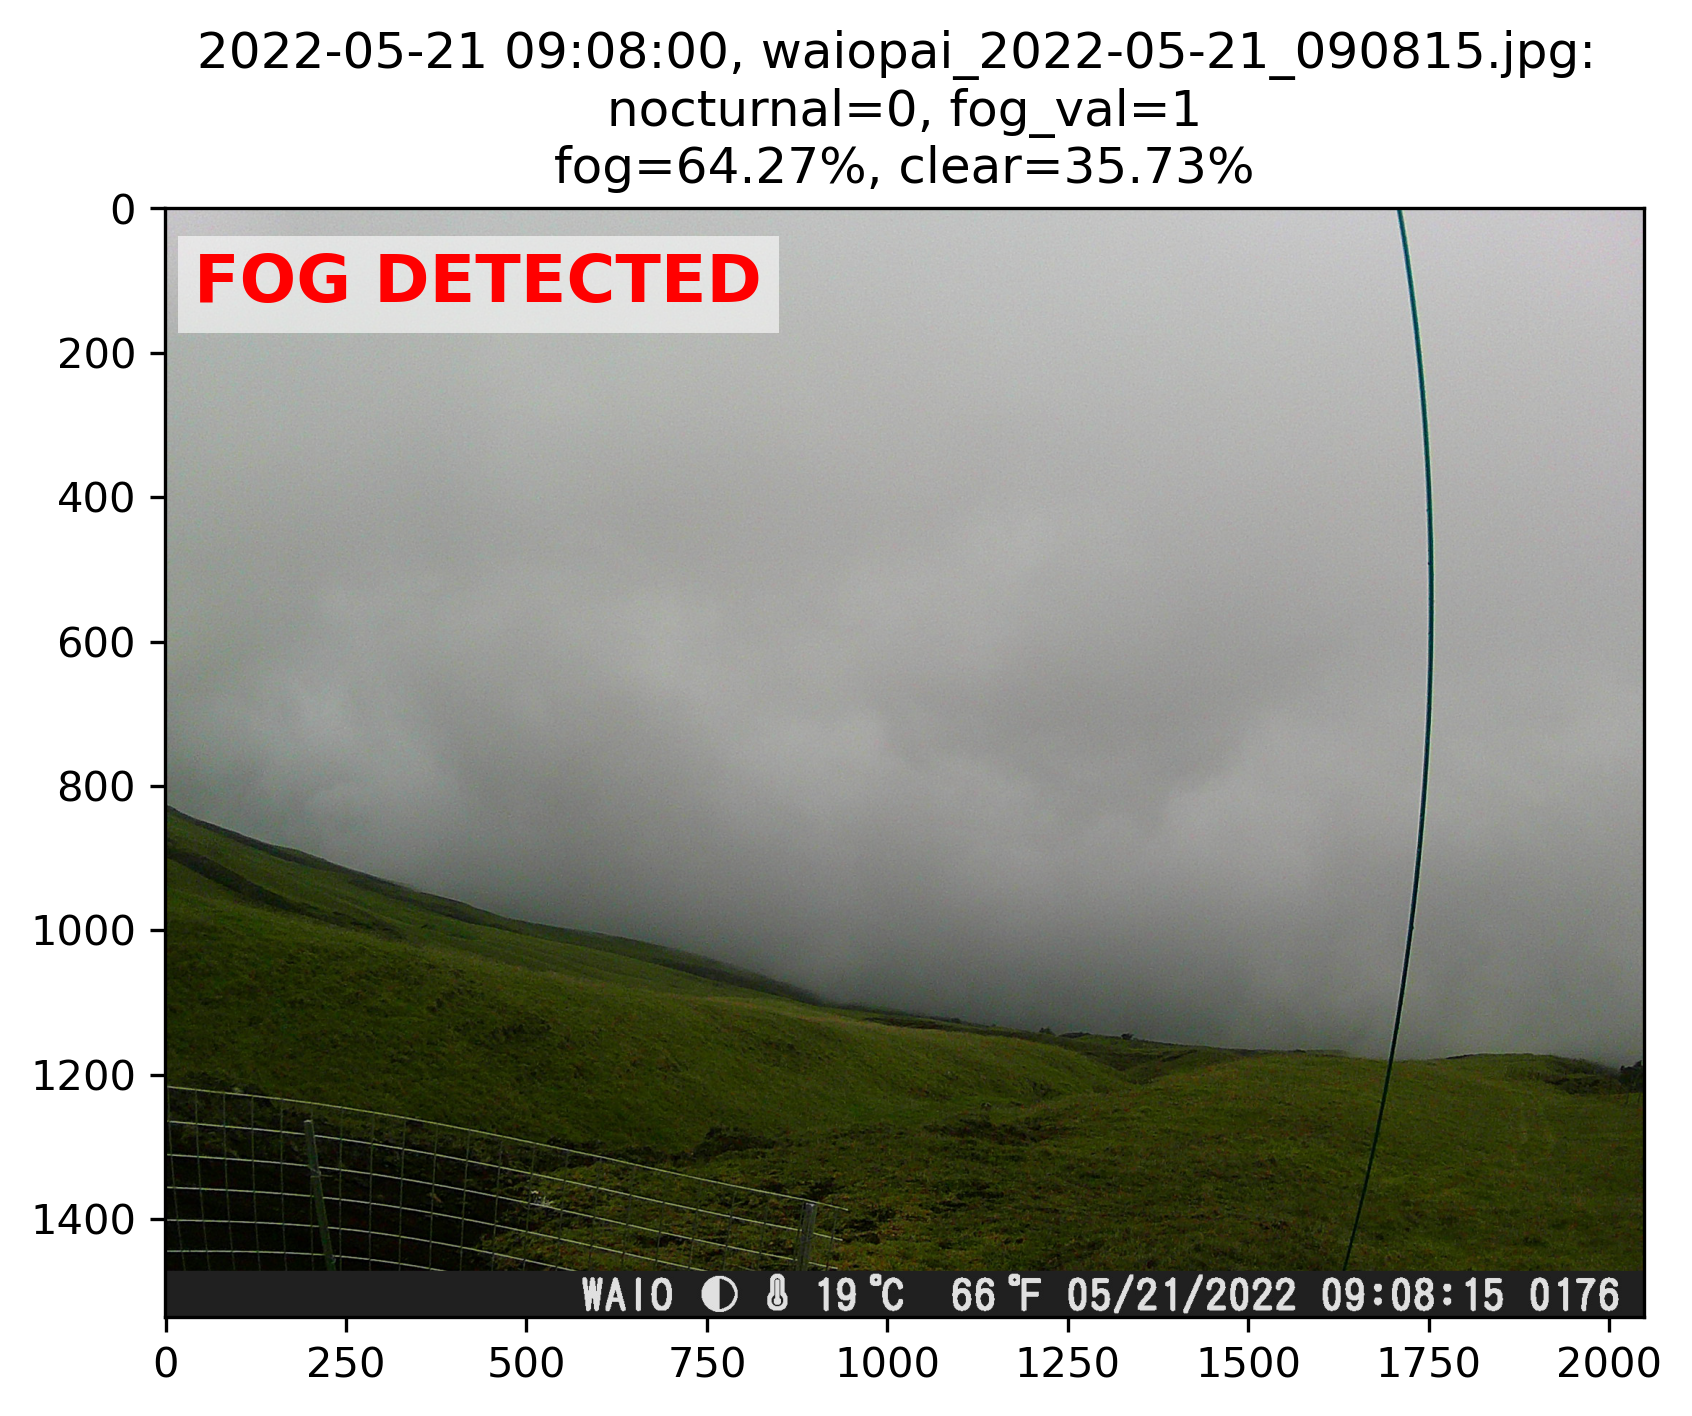 2022-05-21 09:08:00, waiopai_2022-05-21_090815.jpg:
nocturnal=0, fog_val=1
fog=64.27%, clear=35.73%
FOG DETECTED
0
200
400
600
800
1000
1200
1400
WAIO 19°C 66°F 05/21/2022 09:08:15 0176
0 250 500 750 1000 1250 1500 1750 2000